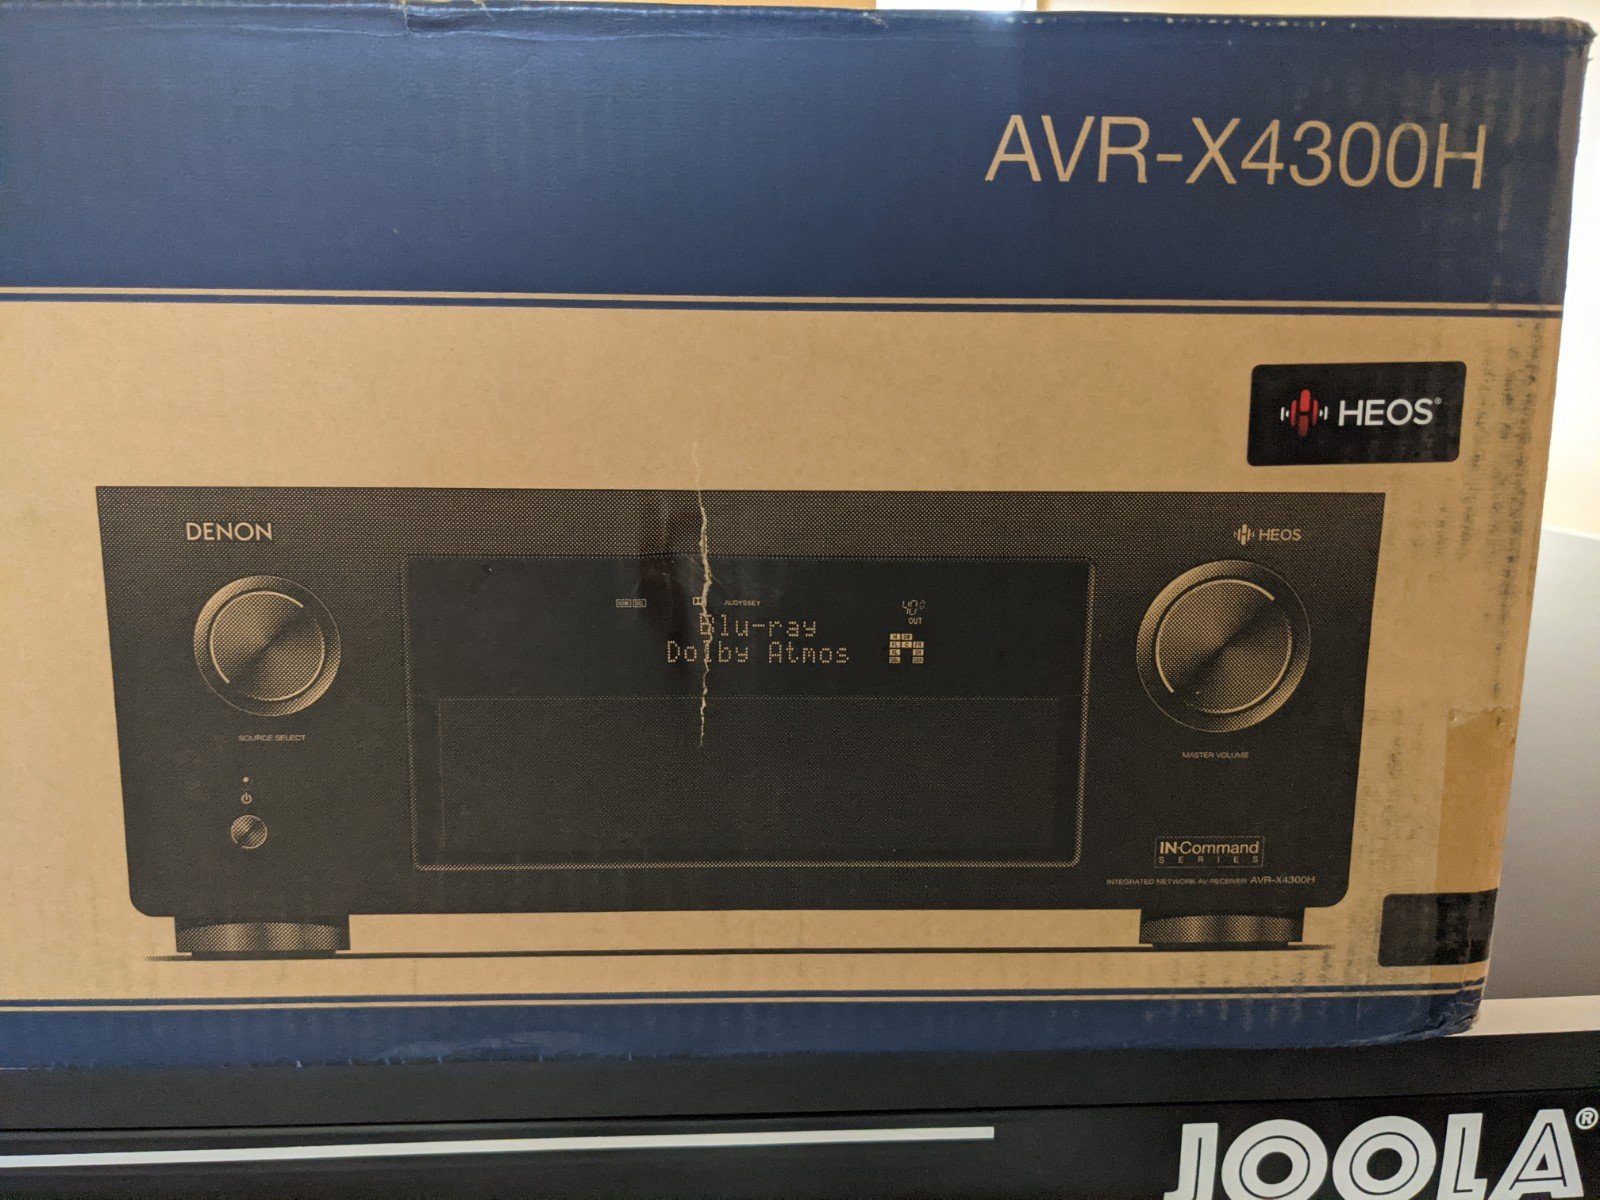 AVR-X4300H
HEOS®
DENON
HEOS
AUDYSSEY
40
OUT
Blu-ray
Dolby Atmos
SOURCE SELECT
MASTER VOLUME
IN·Command
SERIES
INTEGRATED NETWORK AV RECEIVER AVR-X4300H
JOOLA®